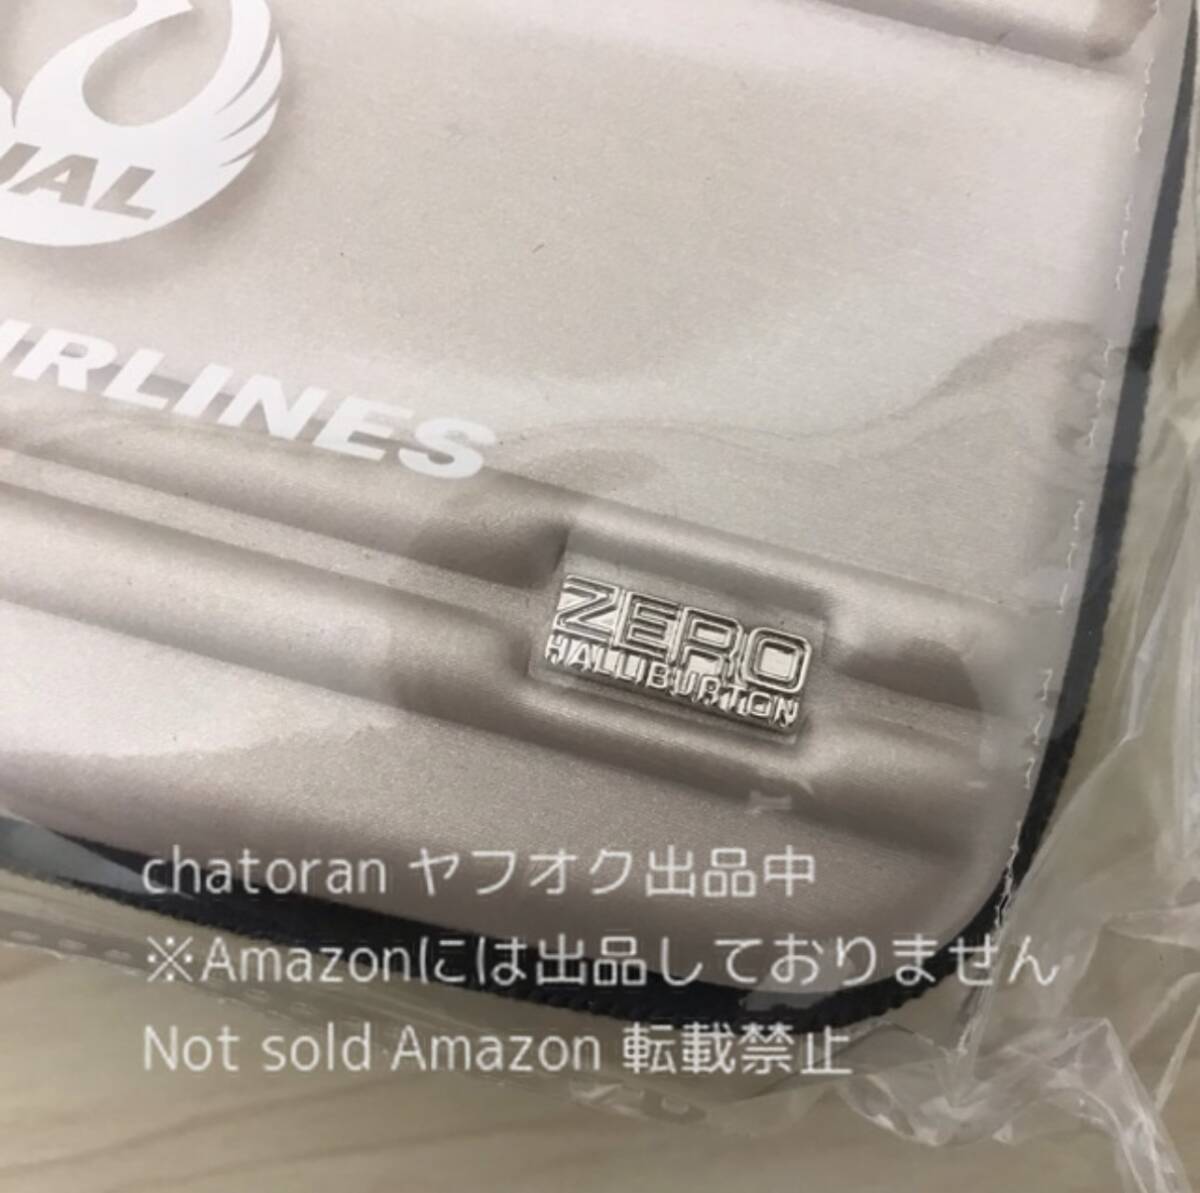 JAL
IRLINES
ZERO
HALLIBURTON
chatoran ヤフオク出品中
※Amazonには出品しておりません
Not sold Amazon 転載禁止